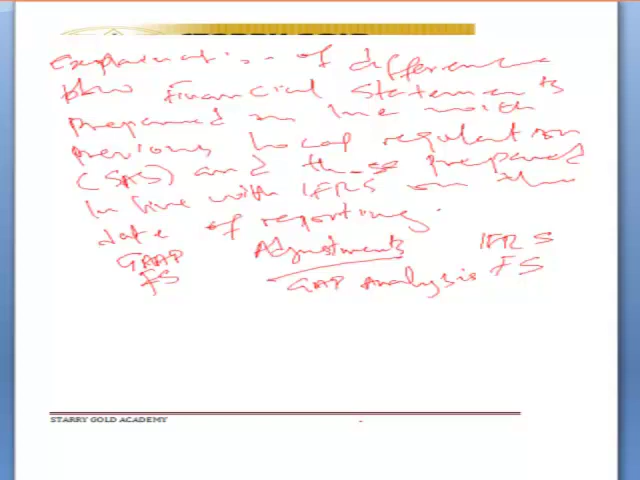 STARRY GOLD
Explanation of difference
b/w Financial Statements
prepared in line with
previous local regulation
(SAS) and those prepared
in line with IFRS on the
date of reporting.
GAAP Adjustments IFRS
FS GAP Analysis FS
STARRY GOLD ACADEMY